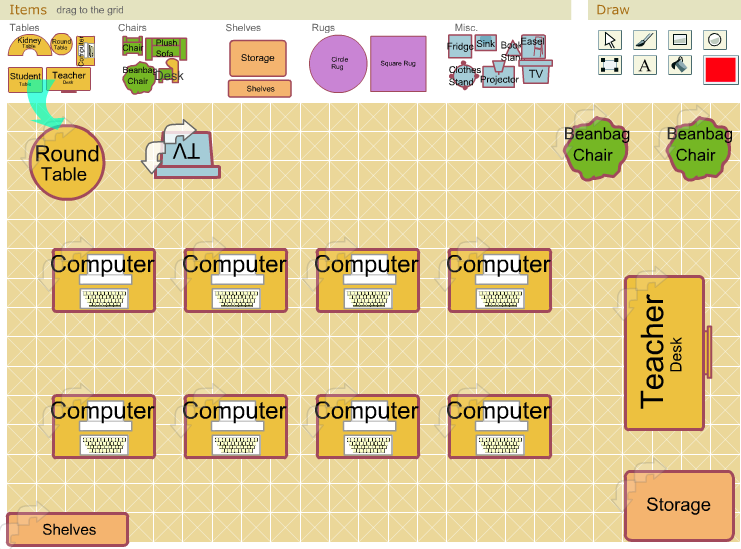 Items drag to the grid
Draw
Tables
Chairs
Shelves
Rugs
Misc.
Kidney
Table
Round
Table
Computer
Student
Table
Teacher
Desk
Chair
Plush
Sofa
Beanbag
Chair
Desk
Storage
Shelves
Circle
Rug
Square Rug
Fridge
Sink
Book
Stand
Easel
Clothes
Stand
Projector
TV
A
Round
Table
TV
Beanbag
Chair
Beanbag
Chair
Computer
Computer
Computer
Computer
Teacher
Desk
Computer
Computer
Computer
Computer
Storage
Shelves